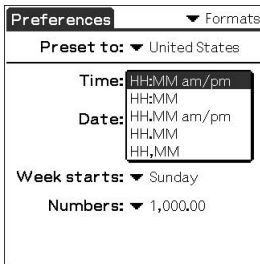 Preferences Formats
Preset to: United States
Time: HH:MM am/pm
HH:MM
Date: HH.MM am/pm
HH.MM
HH,MM
Week starts: Sunday
Numbers: 1,000.00